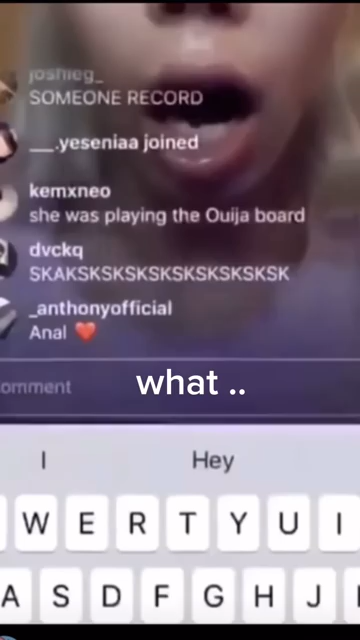 joshieg_
SOMEONE RECORD
___.yeseniaa joined
kemxneo
she was playing the Ouija board
dvckq
SKAKSKSKSKSKSKSKSKSKSK
_anthonyofficial
Anal ❤️
omment
what ..
I Hey
W E R T Y U I
A S D F G H J